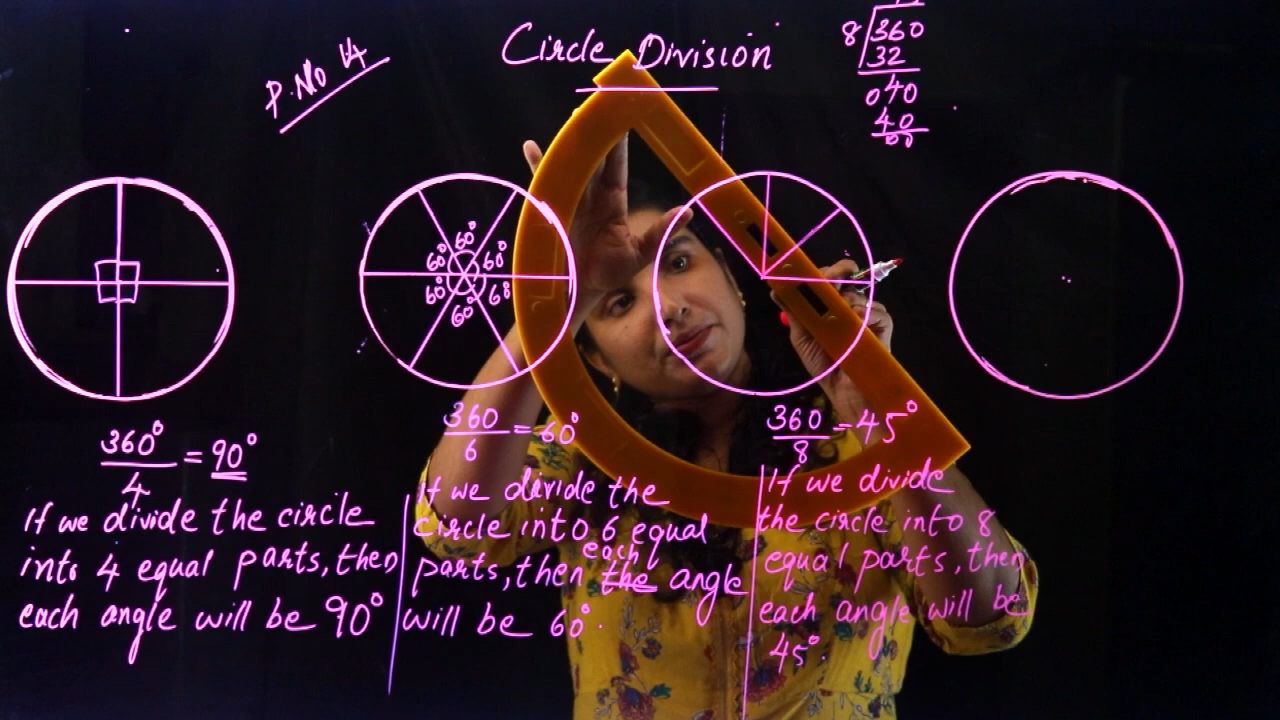 Circle Division
P.No 14
8 360
32
040
40
00
60° 60° 60° 60° 60° 60°
360°/4 = 90°
If we divide the circle
into 4 equal parts, then
each angle will be 90°
360/6 = 60°
If we divide the
circle into 6 equal
each
parts, then the angle
will be 60°.
360/8 = 45°
If we divide
the circle into 8
equal parts, then
each angle will be
45°.